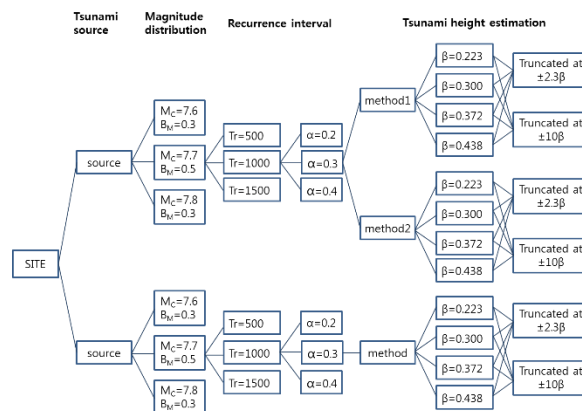 Tsunami source
Magnitude distribution
Recurrence interval
Tsunami height estimation
SITE
source
M_C=7.6
B_M=0.3
M_C=7.7
B_M=0.5
M_C=7.8
B_M=0.3
Tr=500
Tr=1000
Tr=1500
α=0.2
α=0.3
α=0.4
method1
β=0.223
β=0.300
β=0.372
β=0.438
Truncated at
±2.3β
Truncated at
±10β
method2
β=0.223
β=0.300
β=0.372
β=0.438
Truncated at
±2.3β
Truncated at
±10β
source
M_C=7.6
B_M=0.3
M_C=7.7
B_M=0.5
M_C=7.8
B_M=0.3
Tr=500
Tr=1000
Tr=1500
α=0.2
α=0.3
α=0.4
method
β=0.223
β=0.300
β=0.372
β=0.438
Truncated at
±2.3β
Truncated at
±10β